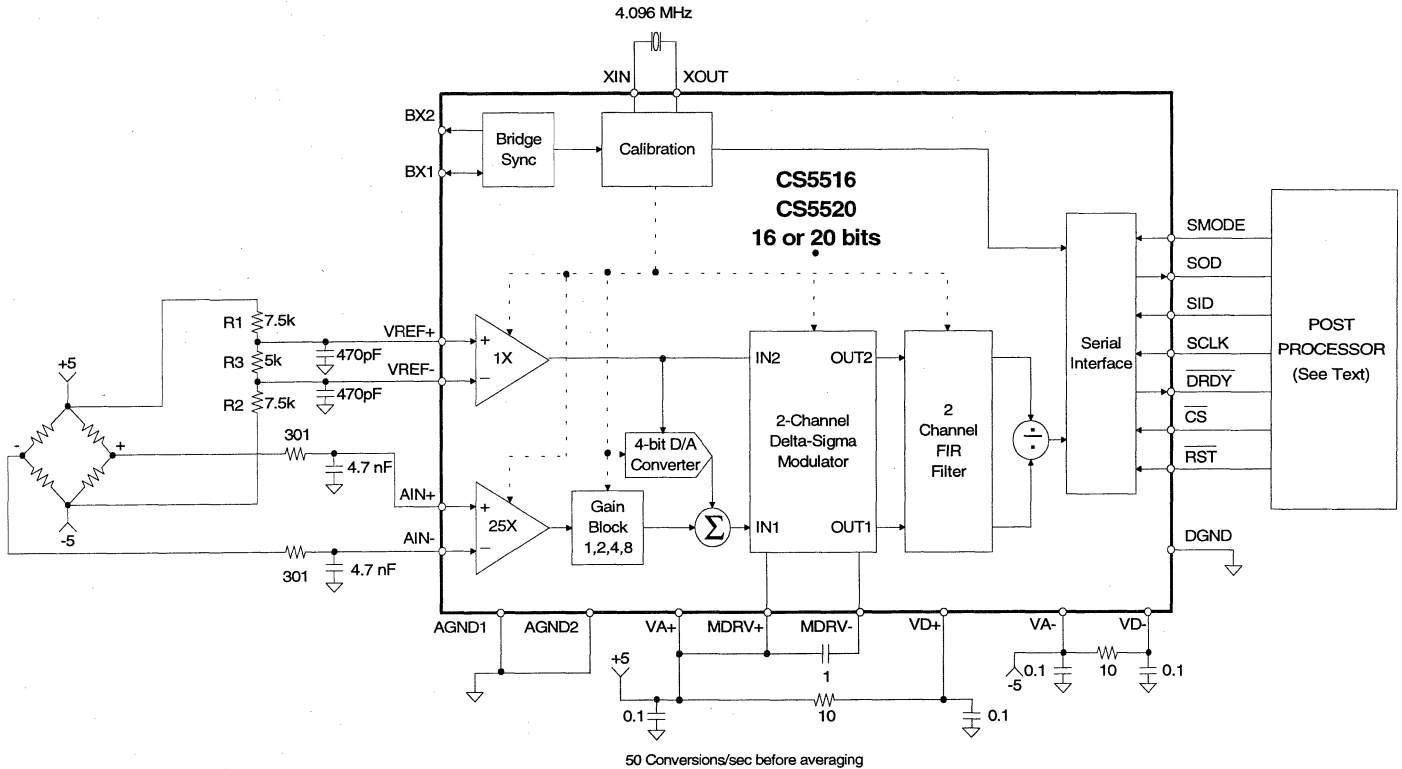 4.096 MHz
XIN
XOUT
BX2
BX1
Bridge
Sync
Calibration
CS5516
CS5520
16 or 20 bits
SMODE
SOD
SID
SCLK
DRDY
CS
RST
DGND
POST
PROCESSOR
(See Text)
Serial
Interface
R1
7.5k
R3
5k
R2
7.5k
VREF+
470pF
VREF-
470pF
+
1X
-
+5
-
+
-5
301
4.7 nF
AIN+
AIN-
301
4.7 nF
+
25X
-
4-bit D/A
Converter
Gain
Block
1,2,4,8
Σ
IN2
OUT2
2-Channel
Delta-Sigma
Modulator
IN1
OUT1
2
Channel
FIR
Filter
÷
AGND1
AGND2
VA+
MDRV+
MDRV-
VD+
VA-
VD-
+5
1
0.1
10
0.1
-5
0.1
10
0.1
50 Conversions/sec before averaging